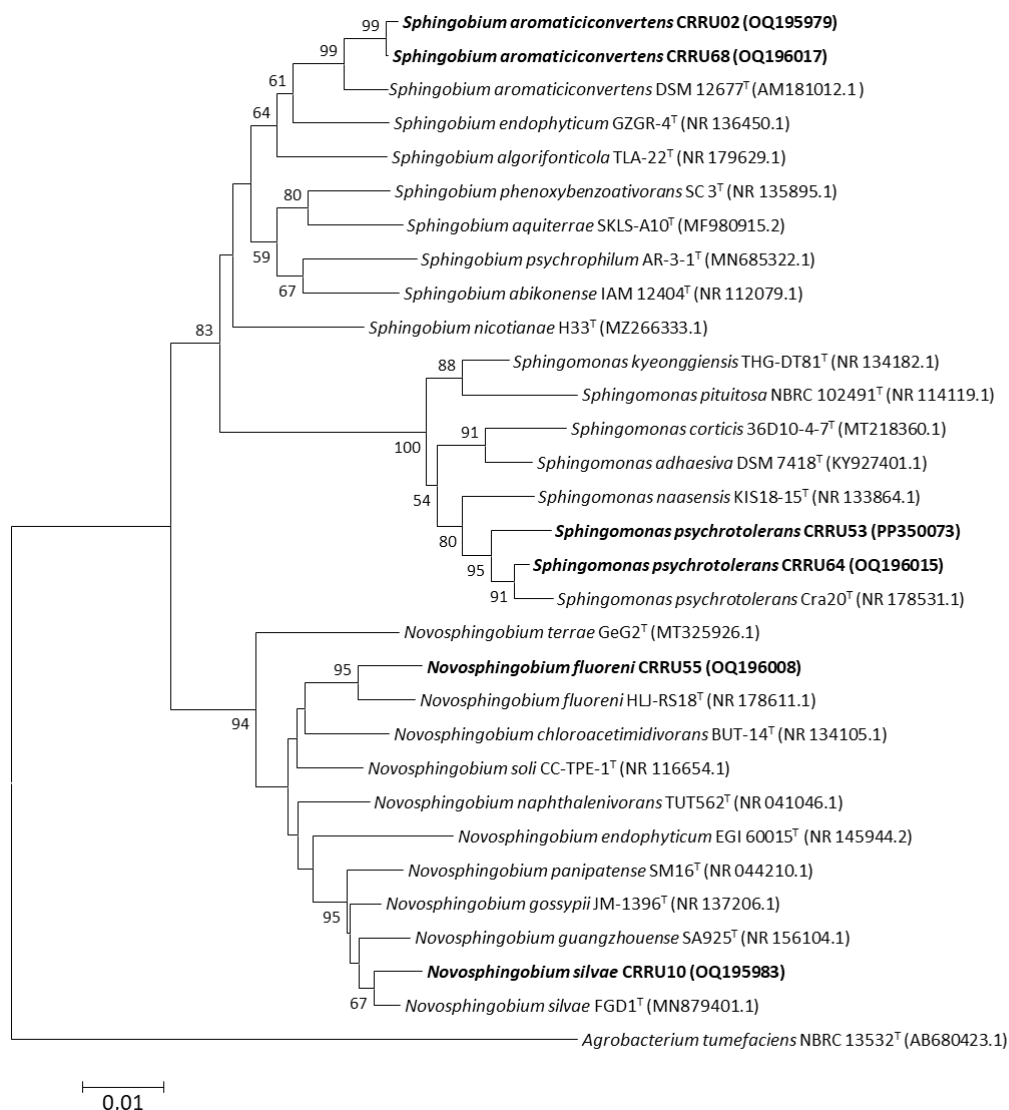 99 Sphingobium aromaticiconvertens CRRU02 (OQ195979)
99 Sphingobium aromaticiconvertens CRRU68 (OQ196017)
61 Sphingobium aromaticiconvertens DSM 12677ᵀ (AM181012.1)
64 Sphingobium endophyticum GZGR-4ᵀ (NR 136450.1)
Sphingobium algorifonticola TLA-22ᵀ (NR 179629.1)
80 Sphingobium phenoxybenzoativorans SC 3ᵀ (NR 135895.1)
Sphingobium aquiterrae SKLS-A10ᵀ (MF980915.2)
59 Sphingobium psychrophilum AR-3-1ᵀ (MN685322.1)
67 Sphingobium abikonense IAM 12404ᵀ (NR 112079.1)
83 Sphingobium nicotianae H33ᵀ (MZ266333.1)
88 Sphingomonas kyeonggiensis THG-DT81ᵀ (NR 134182.1)
Sphingomonas pituitosa NBRC 102491ᵀ (NR 114119.1)
91 Sphingomonas corticis 36D10-4-7ᵀ (MT218360.1)
100 Sphingomonas adhaesiva DSM 7418ᵀ (KY927401.1)
54 Sphingomonas naasensis KIS18-15ᵀ (NR 133864.1)
80 Sphingomonas psychrotolerans CRRU53 (PP350073)
95 Sphingomonas psychrotolerans CRRU64 (OQ196015)
91 Sphingomonas psychrotolerans Cra20ᵀ (NR 178531.1)
Novosphingobium terrae GeG2ᵀ (MT325926.1)
95 Novosphingobium fluoreni CRRU55 (OQ196008)
Novosphingobium fluoreni HLJ-RS18ᵀ (NR 178611.1)
94 Novosphingobium chloroacetimidivorans BUT-14ᵀ (NR 134105.1)
Novosphingobium soli CC-TPE-1ᵀ (NR 116654.1)
Novosphingobium naphthalenivorans TUT562ᵀ (NR 041046.1)
Novosphingobium endophyticum EGI 60015ᵀ (NR 145944.2)
Novosphingobium panipatense SM16ᵀ (NR 044210.1)
95 Novosphingobium gossypii JM-1396ᵀ (NR 137206.1)
Novosphingobium guangzhouense SA925ᵀ (NR 156104.1)
Novosphingobium silvae CRRU10 (OQ195983)
67 Novosphingobium silvae FGD1ᵀ (MN879401.1)
Agrobacterium tumefaciens NBRC 13532ᵀ (AB680423.1)
0.01